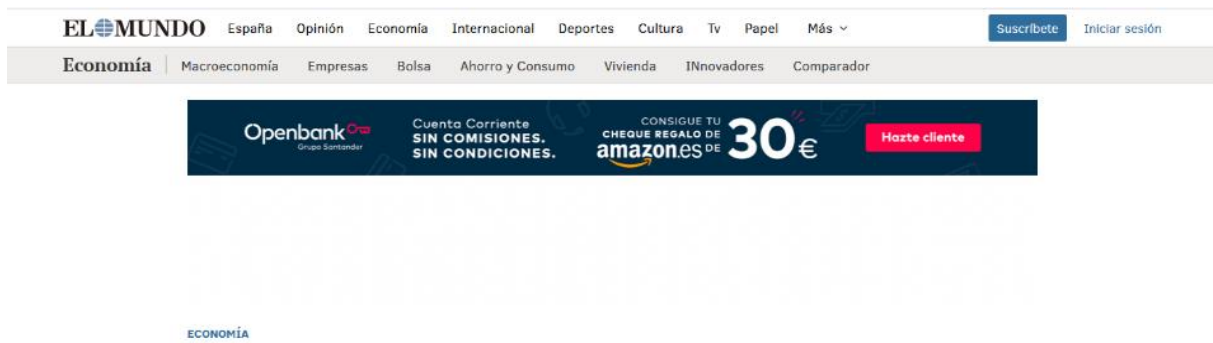 EL MUNDO España Opinión Economía Internacional Deportes Cultura Tv Papel Más Suscríbete Iniciar sesión
Economía Macroeconomía Empresas Bolsa Ahorro y Consumo Vivienda INnovadores Comparador
Openbank
Grupo Santander
Cuenta Corriente
SIN COMISIONES.
SIN CONDICIONES.
CONSIGUE TU
CHEQUE REGALO DE
amazon.es DE
30€
Hazte cliente
ECONOMÍA